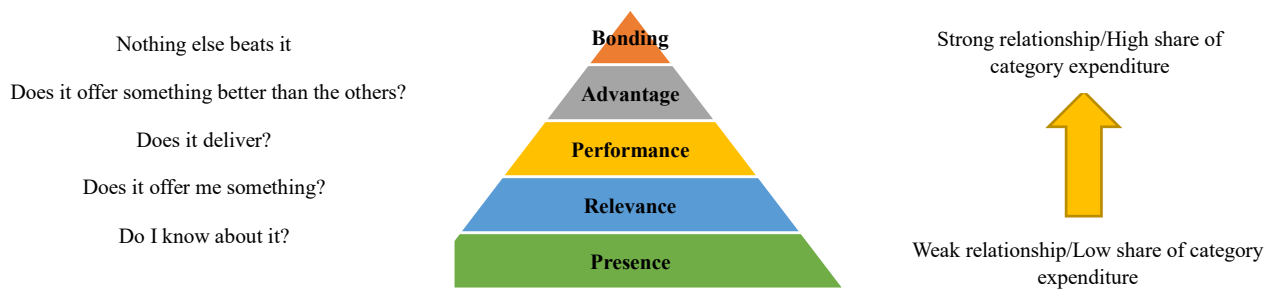 Nothing else beats it
Does it offer something better than the others?
Does it deliver?
Does it offer me something?
Do I know about it?
Bonding
Advantage
Performance
Relevance
Presence
Strong relationship/High share of
category expenditure
Weak relationship/Low share of category
expenditure